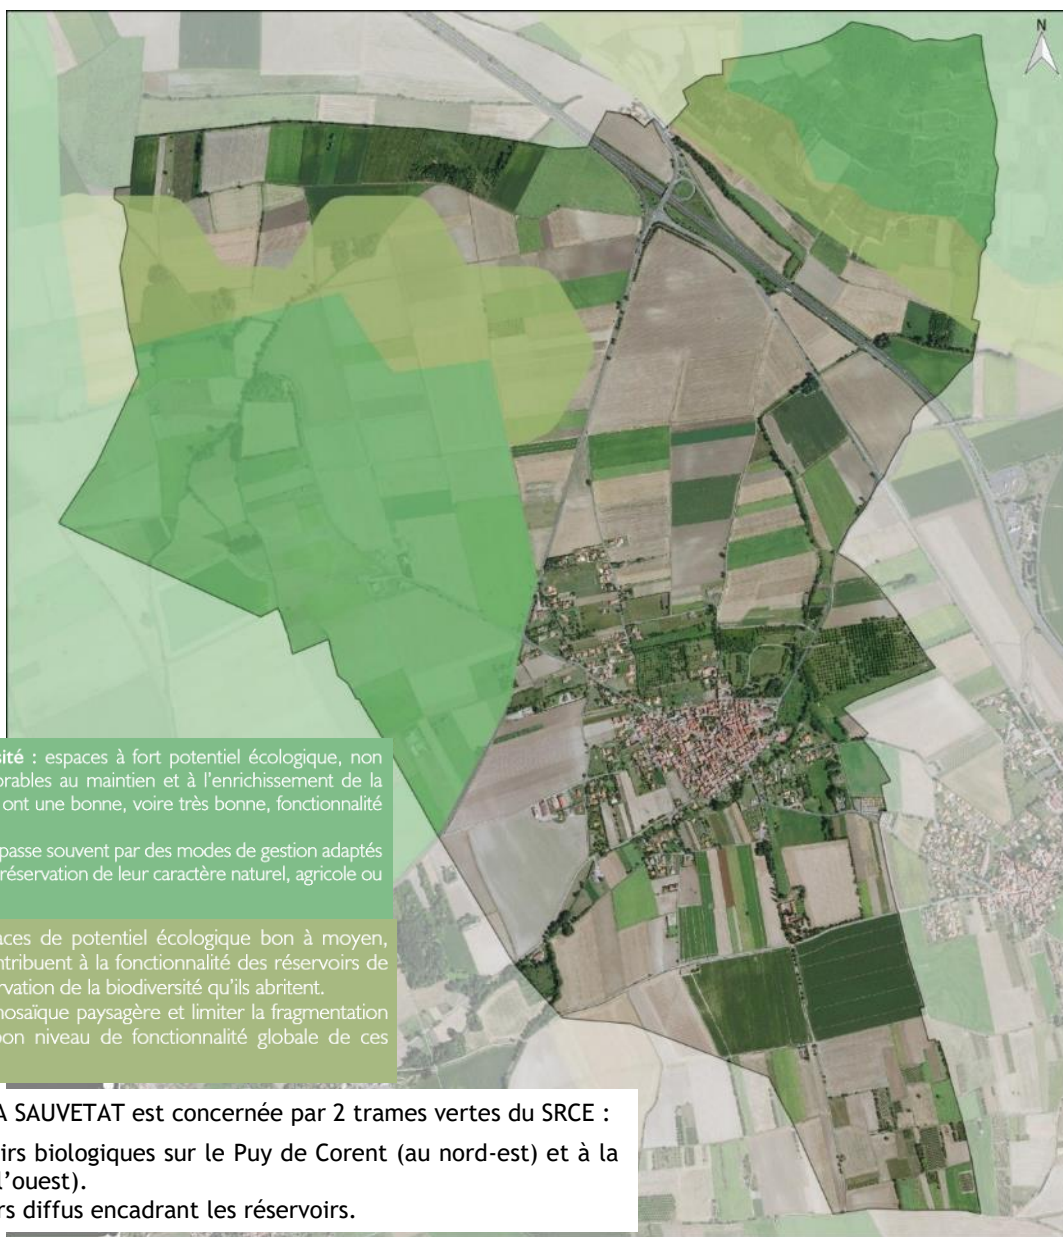 N
sité : espaces à fort potentiel écologique, non
orables au maintien et à l'enrichissement de la
ont une bonne, voire très bonne, fonctionnalité
passe souvent par des modes de gestion adaptés
réservation de leur caractère naturel, agricole ou
aces de potentiel écologique bon à moyen,
ntribuent à la fonctionnalité des réservoirs de
ervation de la biodiversité qu'ils abritent.
nosaïque paysagère et limiter la fragmentation
bon niveau de fonctionnalité globale de ces
A SAUVETAT est concernée par 2 trames vertes du SRCE :
irs biologiques sur le Puy de Corent (au nord-est) et à la
l'ouest).
rs diffus encadrant les réservoirs.